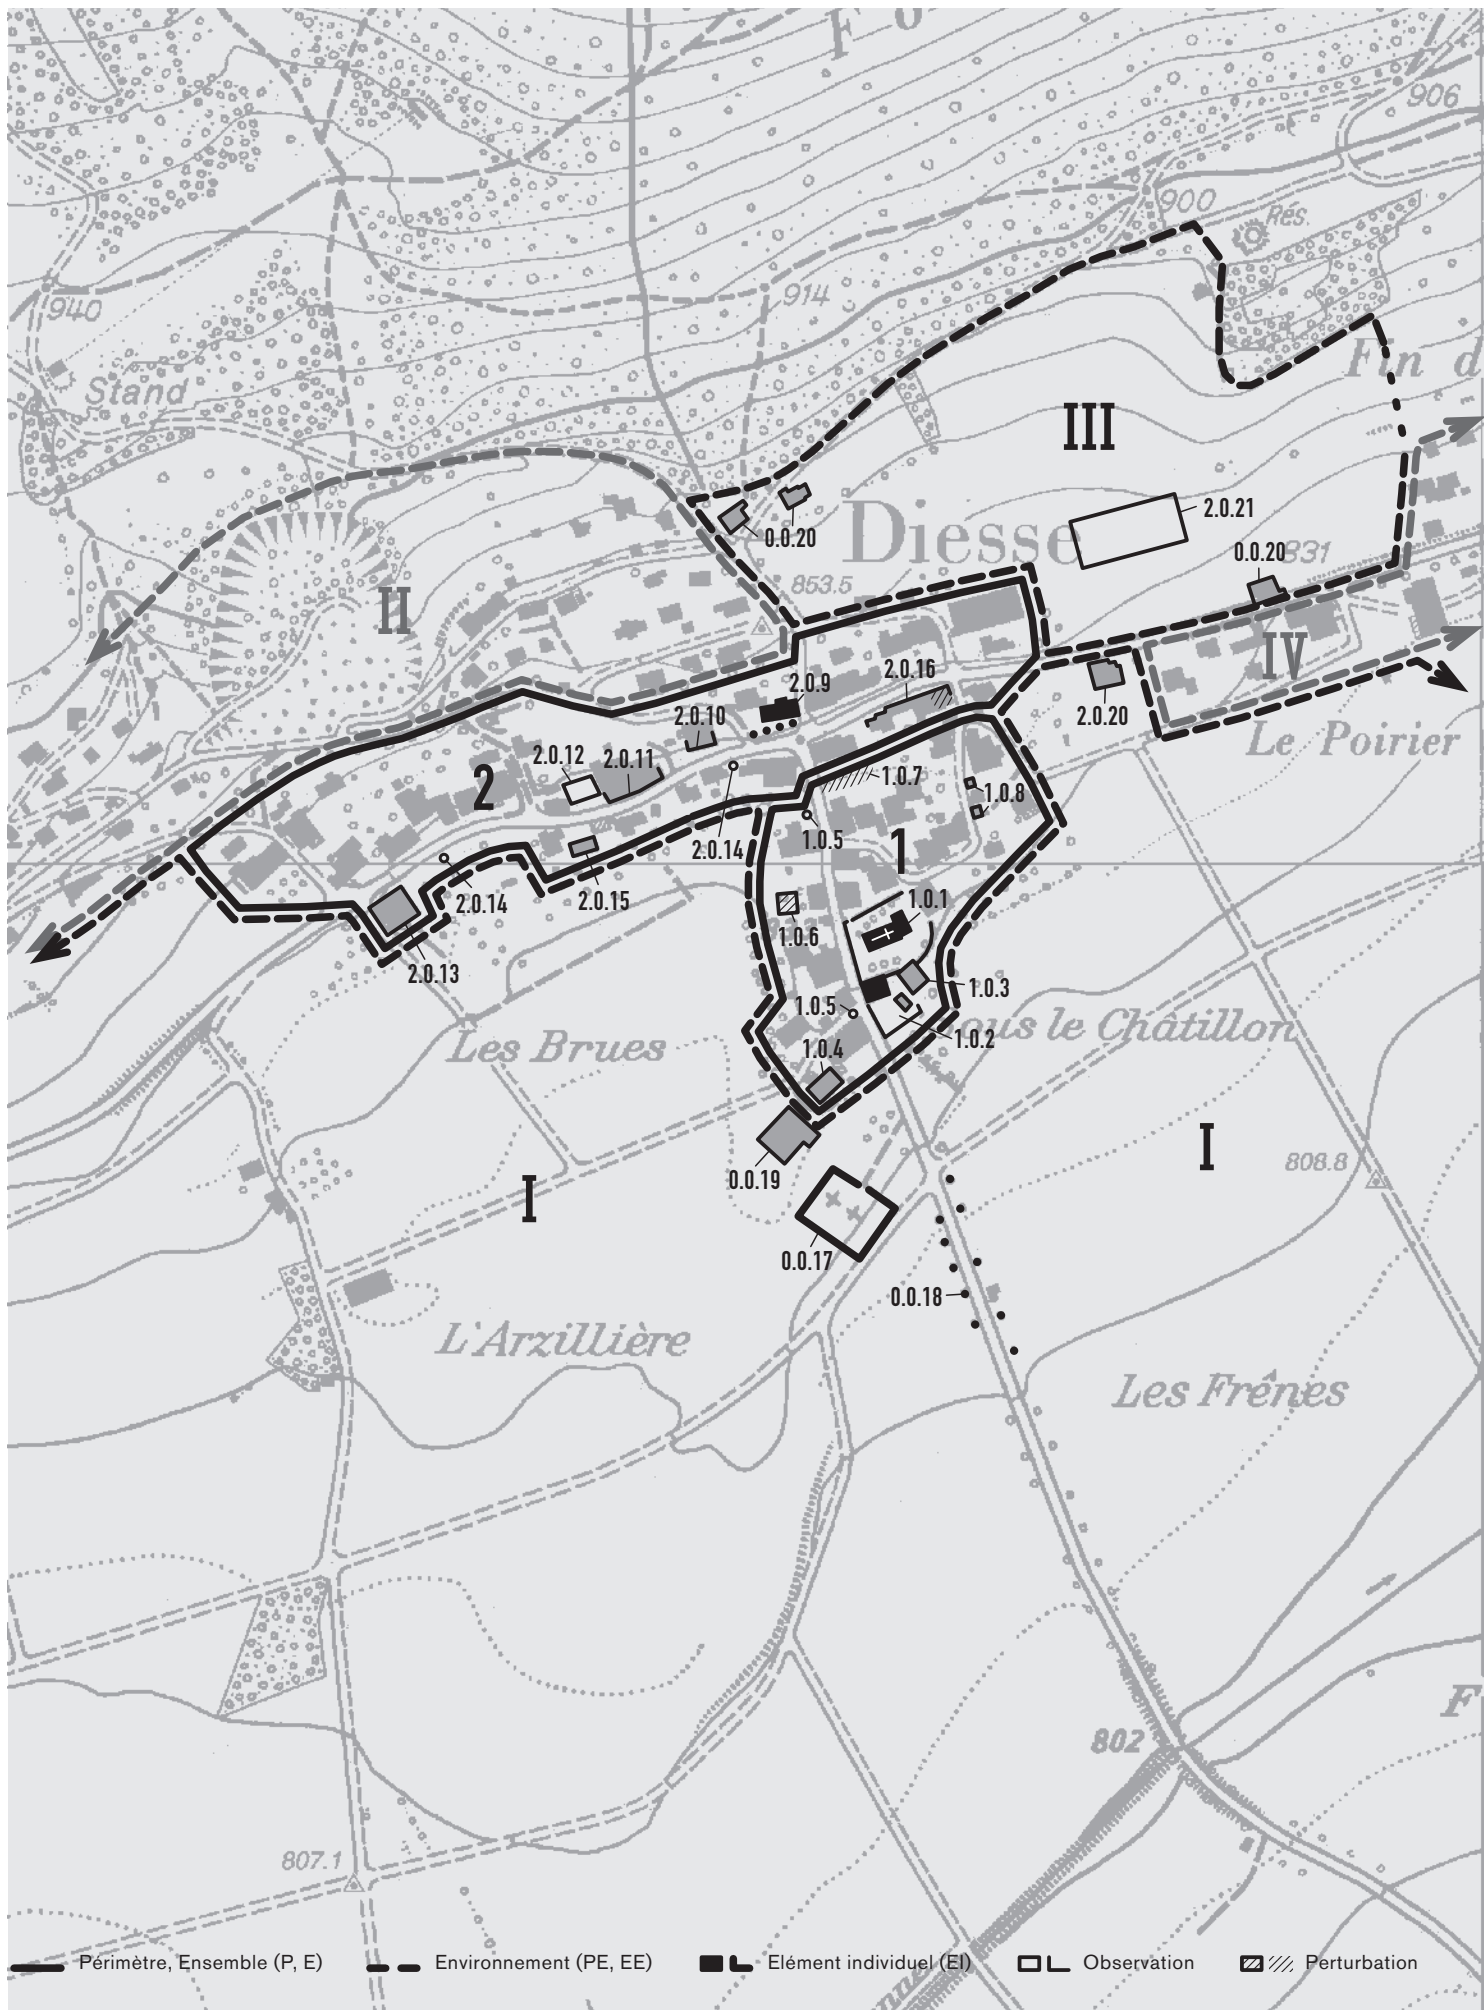 F o
906
900
Rés.
940
914
Stand
Fin d
III
Diesse
2.0.21
0.0.20
0.0.20
831
853.5
II
IV
2.0.9
2.0.16
2.0.20
2.0.10
Le Poirier
2.0.12
2.0.11
2
1.0.7
1.0.8
1.0.5
1
2.0.14
2.0.14
2.0.15
1.0.1
1.0.6
2.0.13
1.0.3
1.0.5
1.0.2
ous le Châtillon
Les Brues
1.0.4
I
808.8
0.0.19
I
0.0.17
0.0.18
L'Arzillière
Les Frênes
F
802
807.1
Périmètre, Ensemble (P, E)
Environnement (PE, EE)
Elément individuel (EI)
Observation
Perturbation